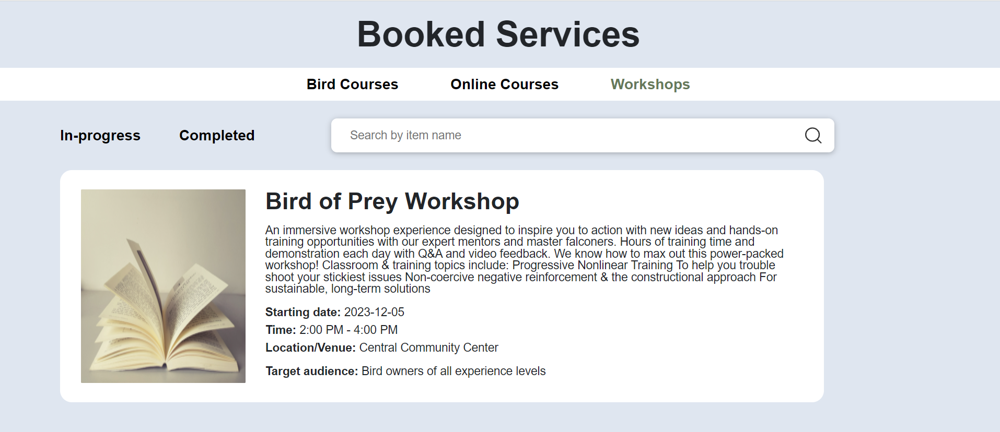 Booked Services
Bird Courses
Online Courses
Workshops
In-progress
Completed
Search by item name
Bird of Prey Workshop
An immersive workshop experience designed to inspire you to action with new ideas and hands-on
training opportunities with our expert mentors and master falconers. Hours of training time and
demonstration each day with Q&A and video feedback. We know how to max out this power-packed
workshop! Classroom & training topics include: Progressive Nonlinear Training To help you trouble
shoot your stickiest issues Non-coercive negative reinforcement & the constructional approach For
sustainable, long-term solutions
Starting date: 2023-12-05
Time: 2:00 PM - 4:00 PM
Location/Venue: Central Community Center
Target audience: Bird owners of all experience levels